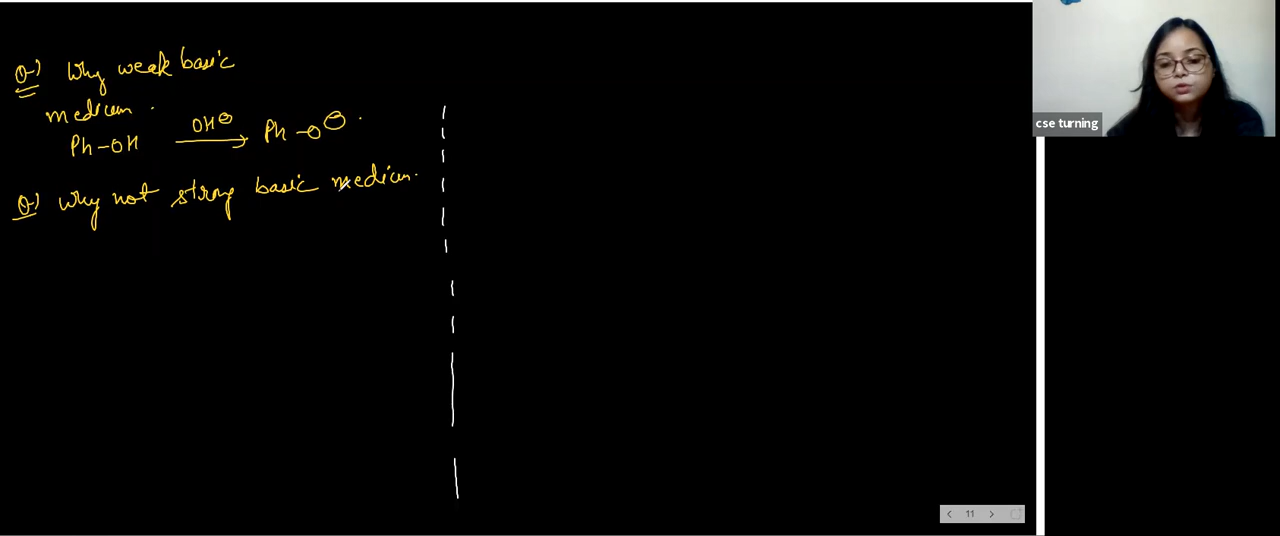 Q) Why weak basic
medium.
Ph-OH OH⊖ → Ph-O⊖.
Q) Why not strong basic medium.
cse turning
11